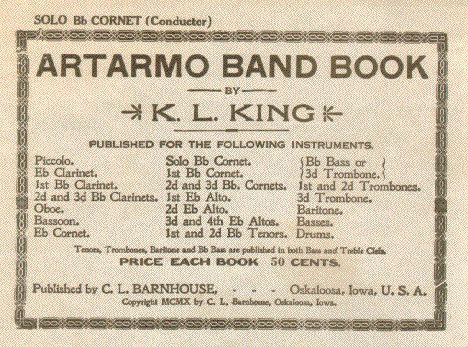 SOLO Bb CORNET (Conductor)
ARTARMO BAND BOOK
BY
K. L. KING
PUBLISHED FOR THE FOLLOWING INSTRUMENTS.
Piccolo.
Eb Clarinet.
1st Bb Clarinet.
2d and 3d Bb Clarinets.
Oboe.
Bassoon.
Eb Cornet.
Solo Bb Cornet.
1st Bb Cornet.
2d and 3d Bb. Cornets.
1st Eb Alto.
2d Eb Alto.
3d and 4th Eb Altos.
1st and 2d Bb Tenors.
{Bb Bass or {
{3d Trombone. {
1st and 2d Trombones.
3d Trombone.
Baritone.
Basses.
Drums.
Tenors, Trombones, Baritone and Bb Bass are published in both Bass and Treble Clefs.
PRICE EACH BOOK 50 CENTS.
Published by C. L. BARNHOUSE, - - - Oskaloosa, Iowa, U. S. A.
Copyright MCMX by C. L. Barnhouse, Oskaloosa, Iowa.